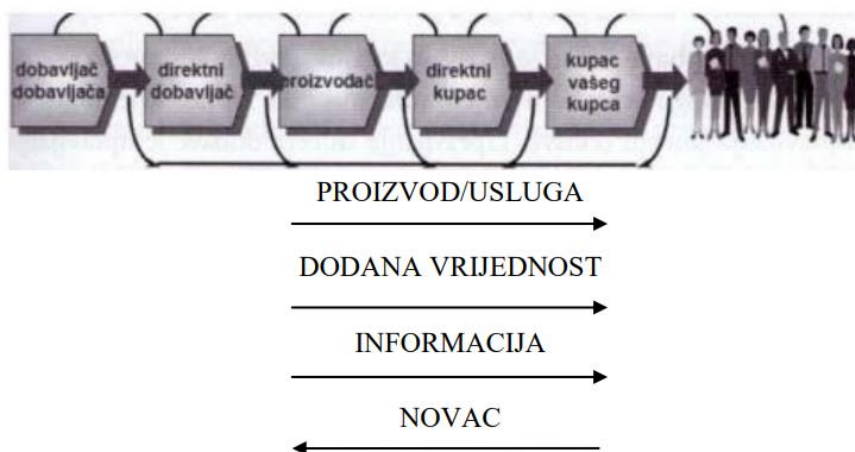 dobavljač
dobavljača
direktni
dobavljač
proizvođač
direktni
kupac
kupac
vašeg
kupca
PROIZVOD/USLUGA
DODANA VRIJEDNOST
INFORMACIJA
NOVAC